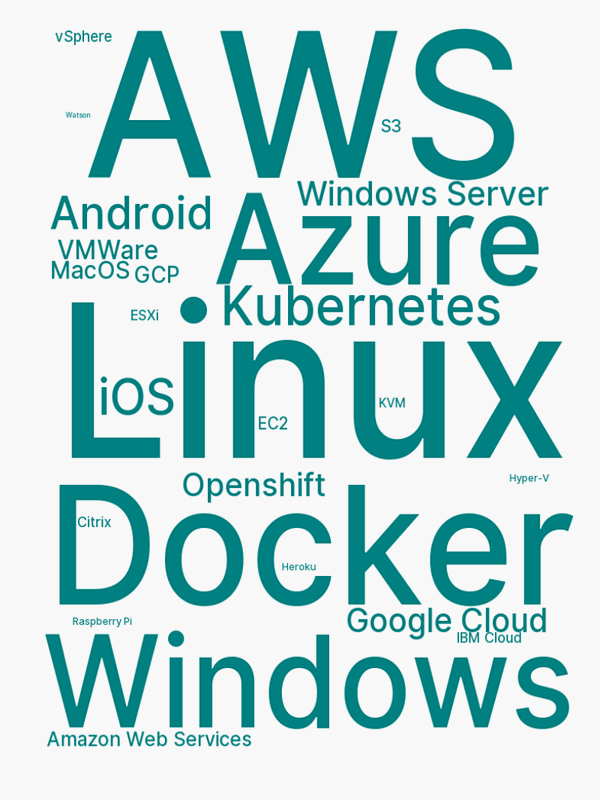 vSphere
AWS
Watson
S3
Windows Server
Android
Azure
VMWare
MacOS
GCP
Kubernetes
ESXi
Linux
iOS
KVM
EC2
Hyper-V
Openshift
Docker
Citrix
Heroku
Google Cloud
Raspberry Pi
IBM Cloud
Windows
Amazon Web Services